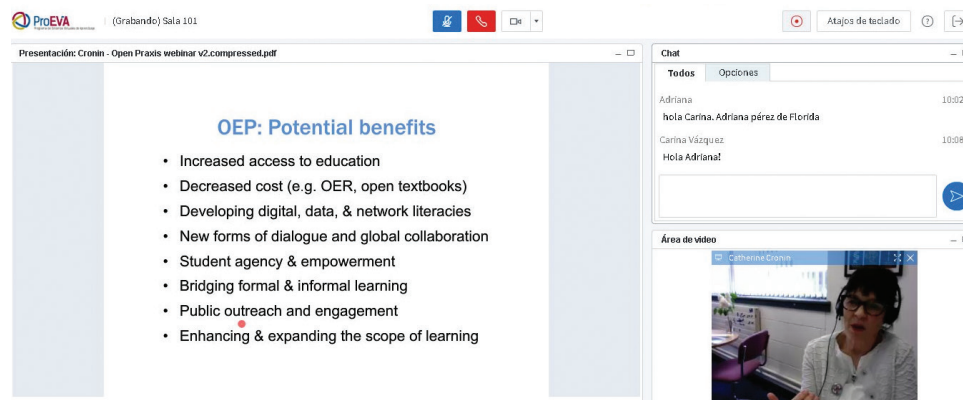 ProEVA
(Grabando) Sala 101
Atajos de teclado
Presentación: Cronin - Open Praxis webinar v2.compressed.pdf
OEP: Potential benefits
• Increased access to education
• Decreased cost (e.g. OER, open textbooks)
• Developing digital, data, & network literacies
• New forms of dialogue and global collaboration
• Student agency & empowerment
• Bridging formal & informal learning
• Public outreach and engagement
• Enhancing & expanding the scope of learning
Chat
Todos Opciones
Adriana 10:02
hola Carina. Adriana pérez de Florida
Carina Vázquez 10:08
Hola Adriana!
Área de video
Catherine Cronin